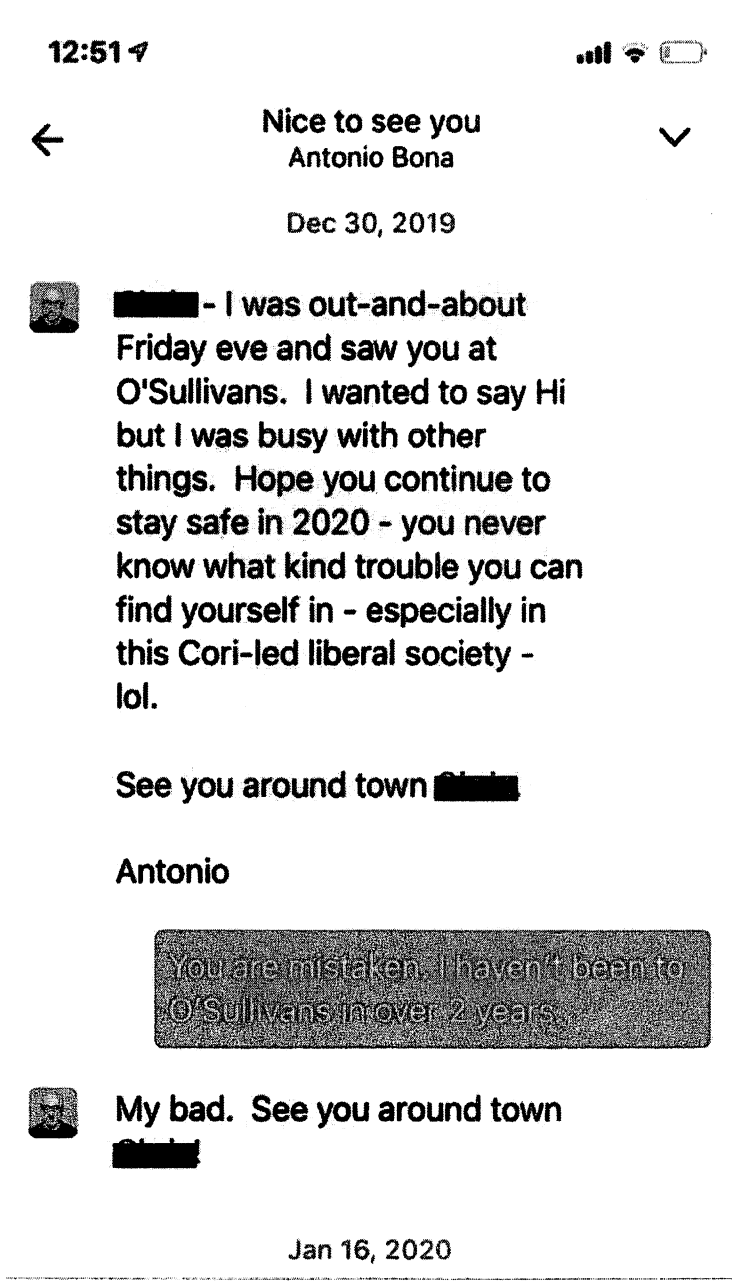 12:51
Nice to see you
Antonio Bona
Dec 30, 2019
- I was out-and-about
Friday eve and saw you at
O'Sullivans. I wanted to say Hi
but I was busy with other
things. Hope you continue to
stay safe in 2020 - you never
know what kind trouble you can
find yourself in - especially in
this Cori-led liberal society -
lol.
See you around town
Antonio
You are mistaken. I haven't been to
O'Sullivans in over 2 years.
My bad. See you around town
Jan 16, 2020